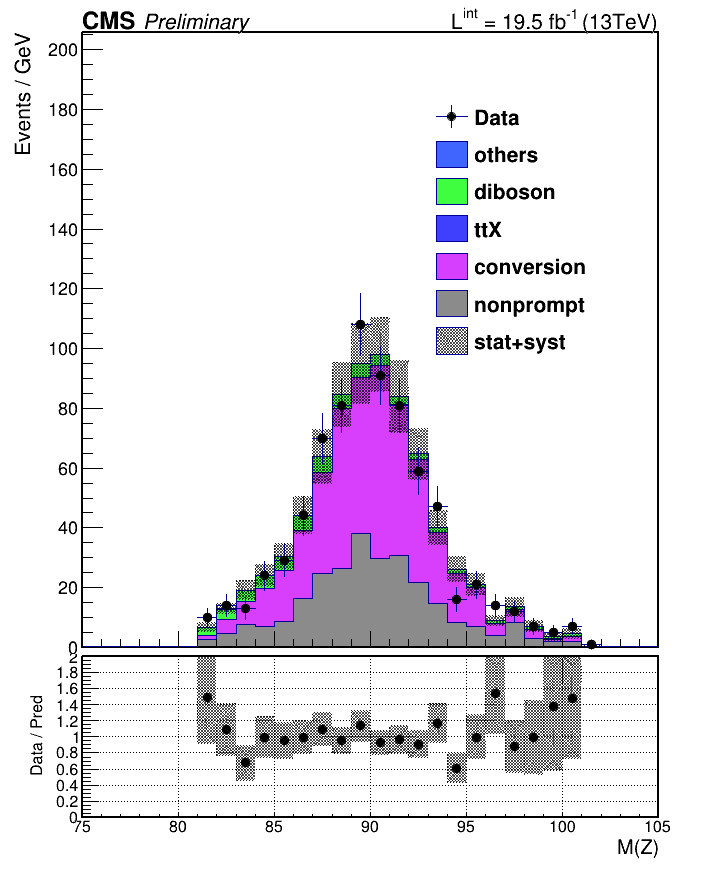 CMS Preliminary
L^int = 19.5 fb^-1 (13TeV)
Events / GeV
200
180
160
140
120
100
80
60
40
20
0
Data
others
diboson
ttX
conversion
nonprompt
stat+syst
Data / Pred
2
1.8
1.6
1.4
1.2
1
0.8
0.6
0.4
0.2
0
75 80 85 90 95 100 105
M(Z)